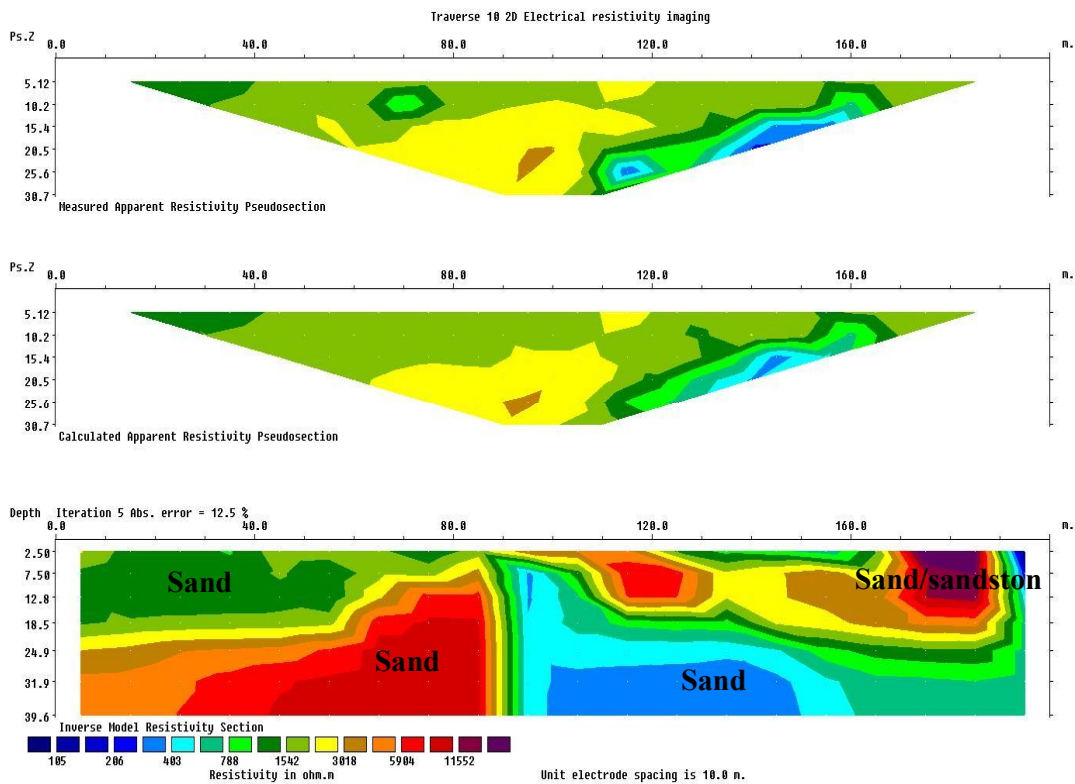 Traverse 10 2D Electrical resistivity imaging
Ps.Z 0.0 40.0 80.0 120.0 160.0 m.
5.12
10.2
15.4
20.5
25.6
30.7
Measured Apparent Resistivity Pseudosection
Ps.Z 0.0 40.0 80.0 120.0 160.0 m.
5.12
10.2
15.4
20.5
25.6
30.7
Calculated Apparent Resistivity Pseudosection
Depth Iteration 5 Abs. error = 12.5 %
0.0 40.0 80.0 120.0 160.0 m.
2.50
7.50
12.8
18.5
24.9
31.9
39.6
Sand Sand/sandston
Sand Sand
Inverse Model Resistivity Section
105 206 403 788 1542 3018 5904 11552
Resistivity in ohm.m Unit electrode spacing is 10.0 m.